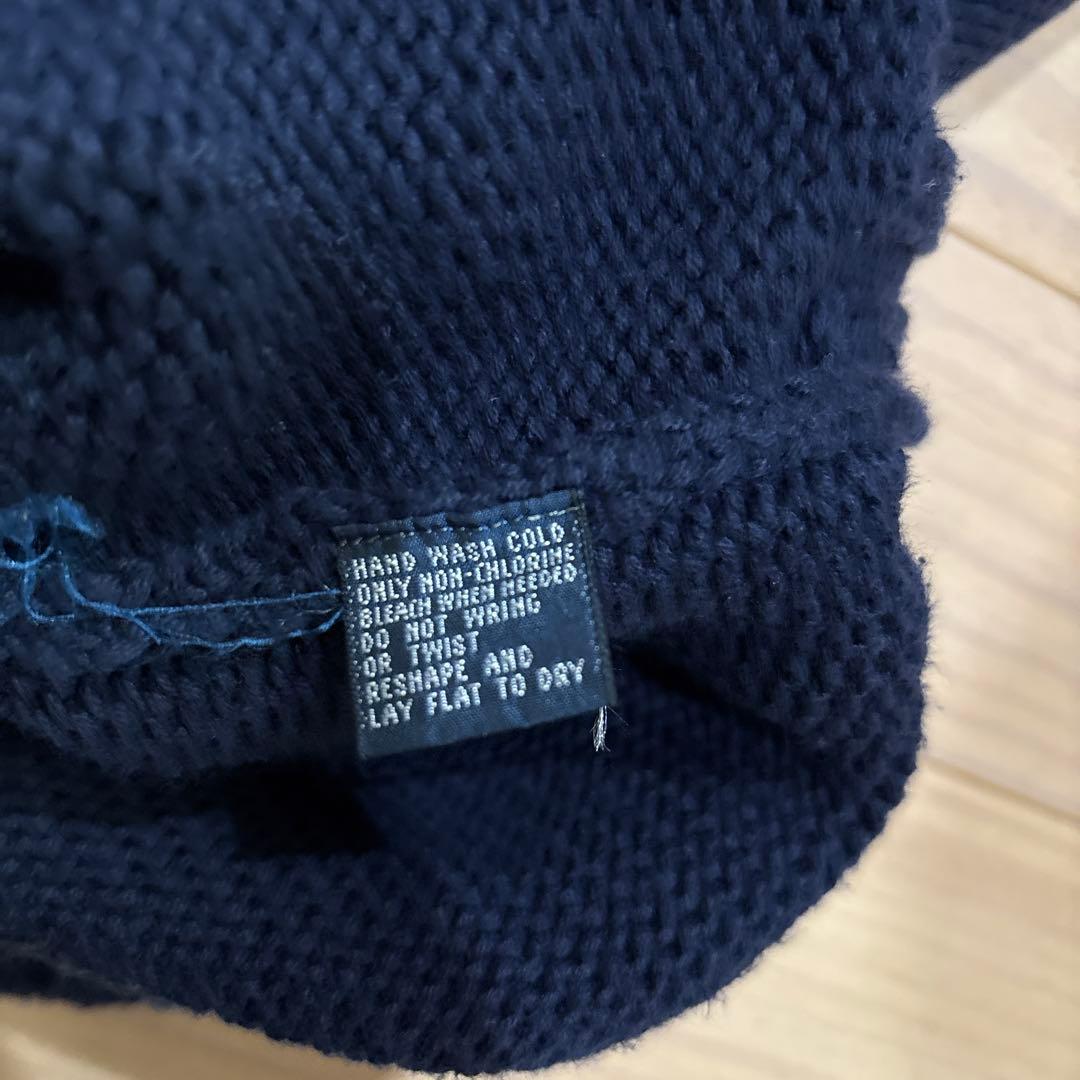 HAND WASH COLD
ONLY NON-CHLORINE
BLEACH WHEN NEEDED
DO NOT WRING
OR TWIST
RESHAPE AND
LAY FLAT TO DRY